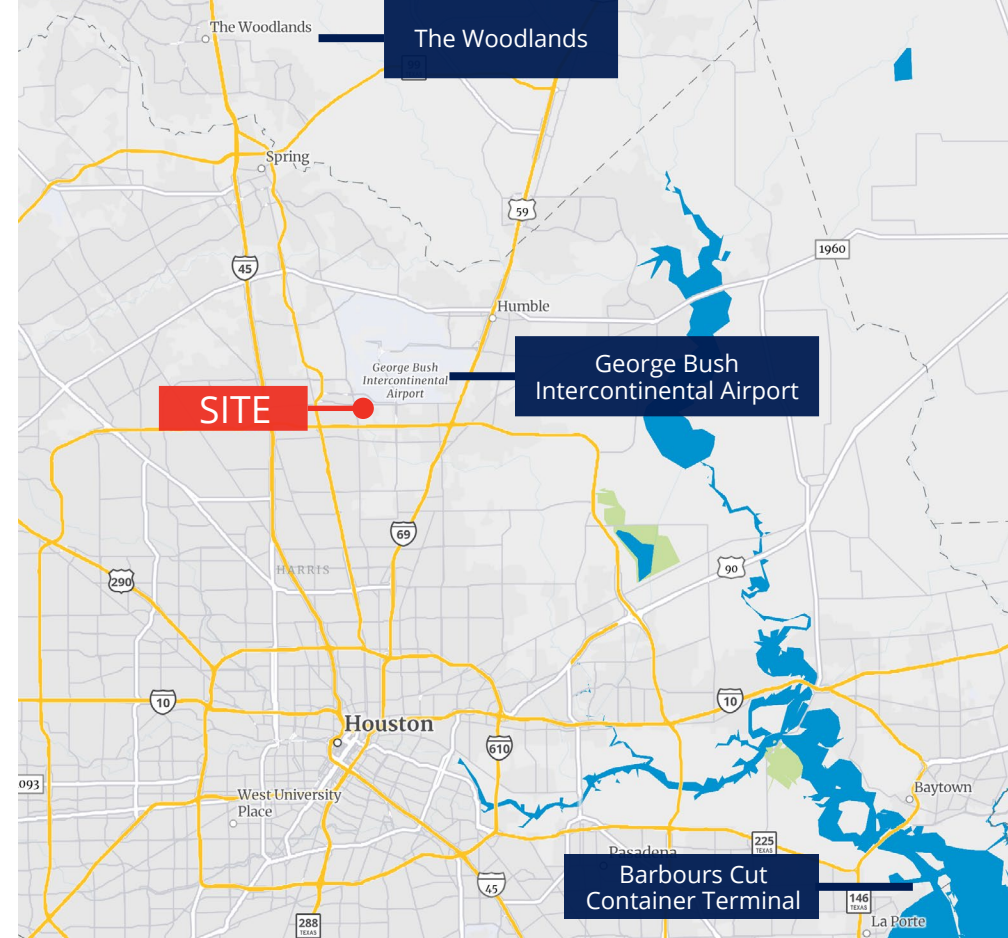 The Woodlands
The Woodlands
99
Spring
59
45
1960
Humble
George Bush
Intercontinental
Airport
George Bush
Intercontinental Airport
SITE
69
HARRIS
290
90
10
10
Houston
610
093
West University
Place
Baytown
225
TEXAS
Pasadena
Barbours Cut
Container Terminal
45
146
TEXAS
288
TEXAS
La Porte